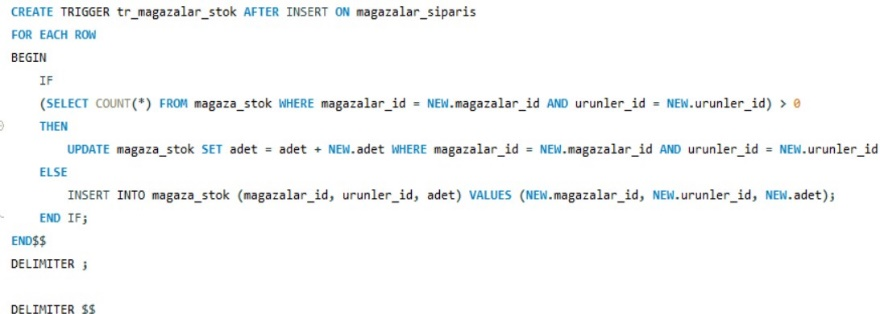 CREATE TRIGGER tr_magazalar_stok AFTER INSERT ON magazalar_siparis
FOR EACH ROW
BEGIN
IF
(SELECT COUNT(*) FROM magaza_stok WHERE magazalar_id = NEW.magazalar_id AND urunler_id = NEW.urunler_id) > 0
THEN
UPDATE magaza_stok SET adet = adet + NEW.adet WHERE magazalar_id = NEW.magazalar_id AND urunler_id = NEW.urunler_id
ELSE
INSERT INTO magaza_stok (magazalar_id, urunler_id, adet) VALUES (NEW.magazalar_id, NEW.urunler_id, NEW.adet);
END IF;
END$$
DELIMITER ;
DELIMITER $$